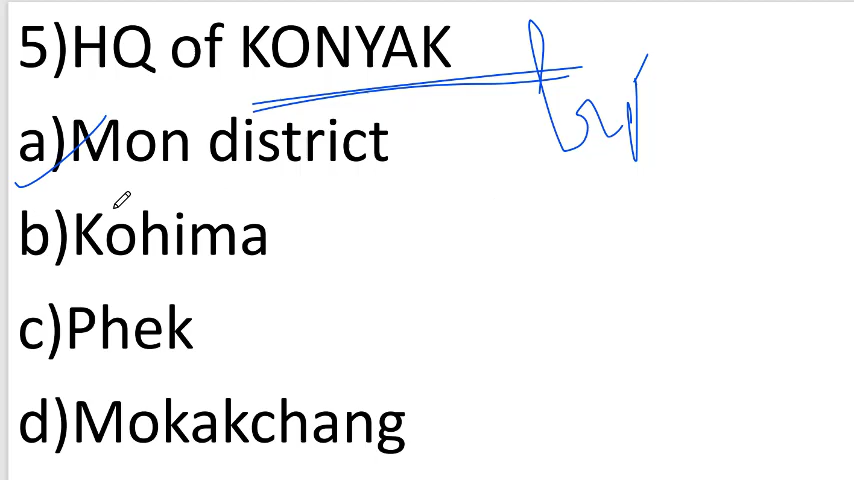 5)HQ of KONYAK
a)Mon district
b)Kohima
c)Phek
d)Mokakchang